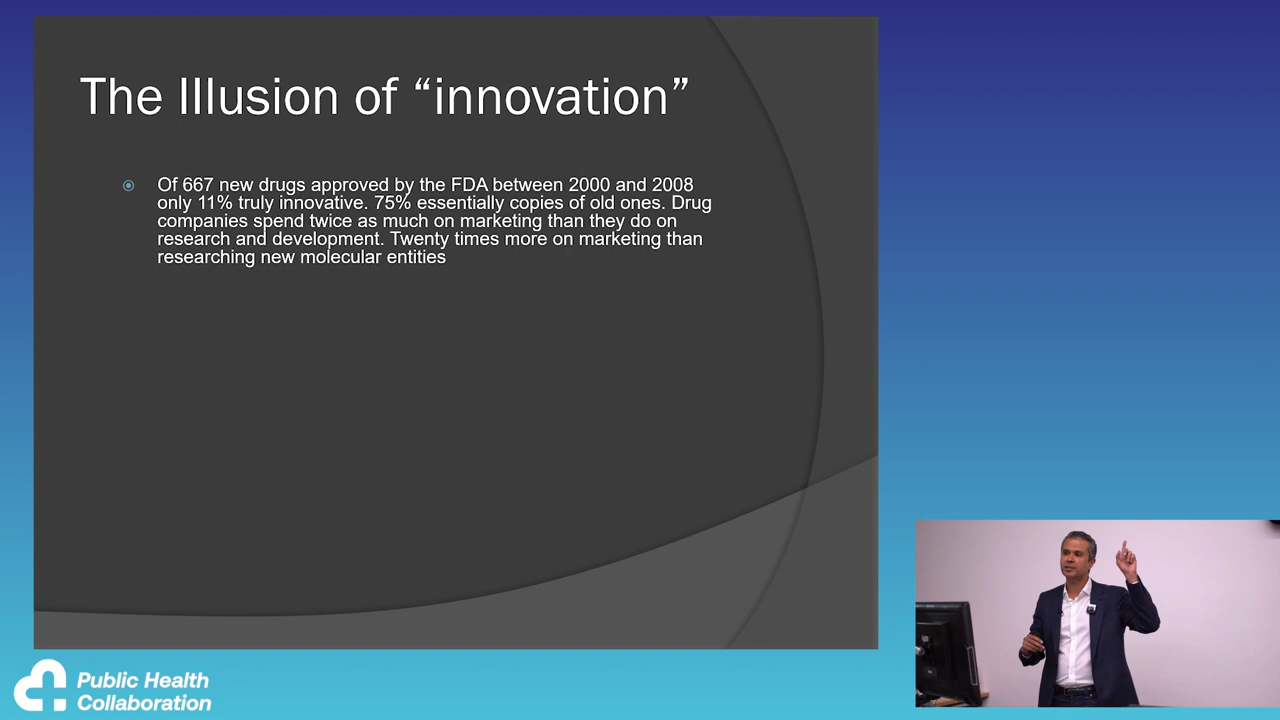 The Illusion of “innovation”
Of 667 new drugs approved by the FDA between 2000 and 2008
only 11% truly innovative. 75% essentially copies of old ones. Drug
companies spend twice as much on marketing than they do on
research and development. Twenty times more on marketing than
researching new molecular entities
Public Health
Collaboration